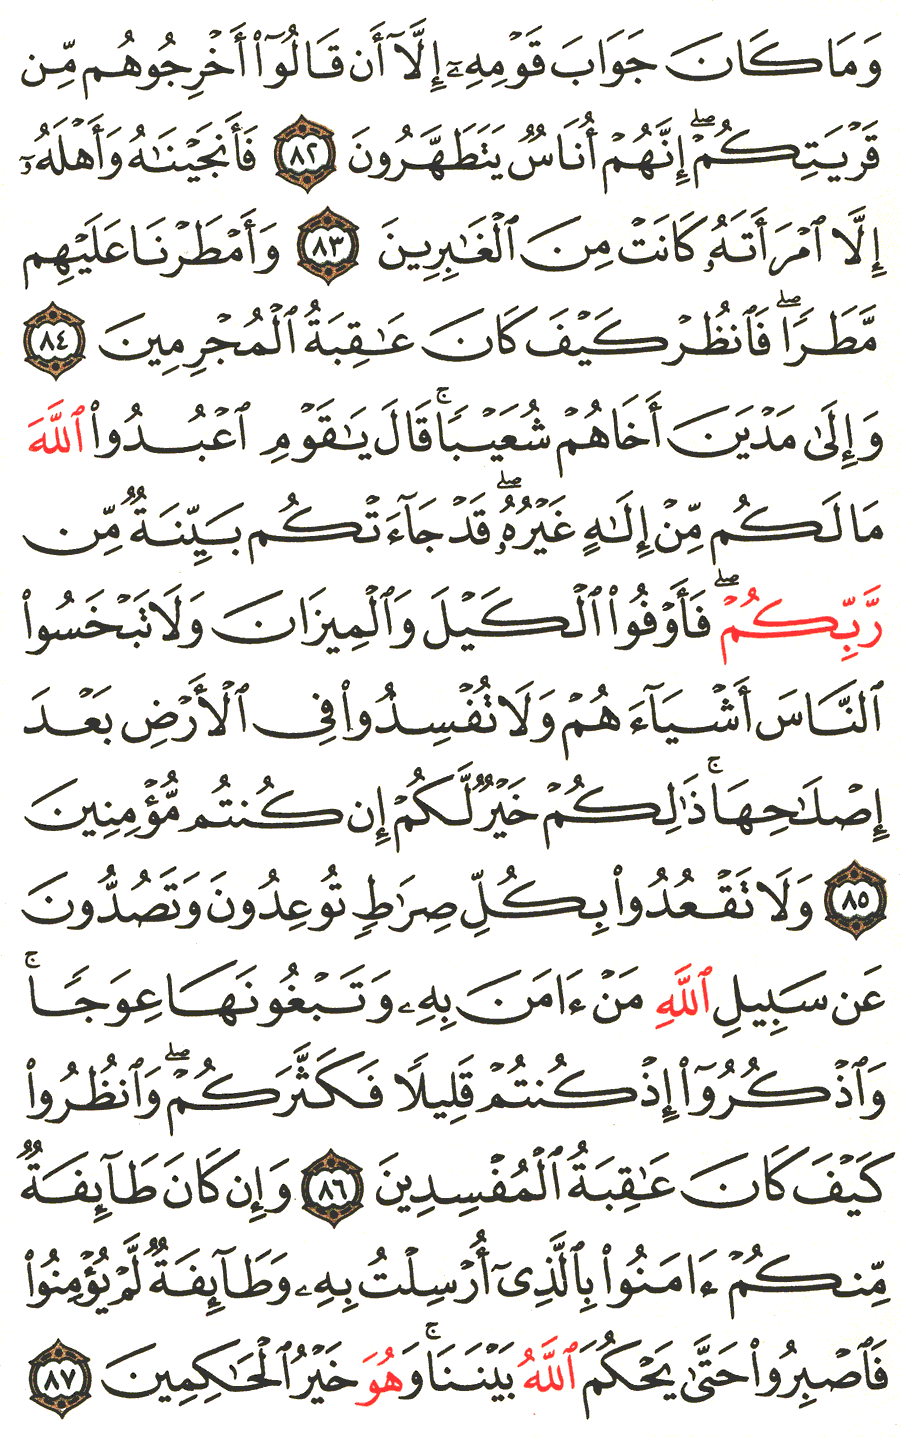 وَمَا كَانَ جَوَابَ قَوْمِهِۦٓ إِلَّآ أَن قَالُوٓا۟ أَخْرِجُوهُم مِّن
قَرْيَتِكُمْ ۖ إِنَّهُمْ أُنَاسٌ يَتَطَهَّرُونَ ٨٢ فَأَنجَيْنَـٰهُ وَأَهْلَهُۥٓ
إِلَّا ٱمْرَأَتَهُۥ كَانَتْ مِنَ ٱلْغَـٰبِرِينَ ٨٣ وَأَمْطَرْنَا عَلَيْهِم
مَّطَرًا ۖ فَٱنظُرْ كَيْفَ كَانَ عَـٰقِبَةُ ٱلْمُجْرِمِينَ ٨٤
وَإِلَىٰ مَدْيَنَ أَخَاهُمْ شُعَيْبًا ۚ قَالَ يَـٰقَوْمِ ٱعْبُدُوا۟ ٱللَّهَ
مَا لَكُم مِّنْ إِلَـٰهٍ غَيْرُهُۥ ۖ قَدْ جَآءَتْكُم بَيِّنَةٌ مِّن
رَّبِّكُمْ ۖ فَأَوْفُوا۟ ٱلْكَيْلَ وَٱلْمِيزَانَ وَلَا تَبْخَسُوا۟
ٱلنَّاسَ أَشْيَآءَهُمْ وَلَا تُفْسِدُوا۟ فِى ٱلْأَرْضِ بَعْدَ
إِصْلَـٰحِهَا ۚ ذَٰلِكُمْ خَيْرٌ لَّكُمْ إِن كُنتُم مُّؤْمِنِينَ
٨٥ وَلَا تَقْعُدُوا۟ بِكُلِّ صِرَٰطٍ تُوعِدُونَ وَتَصُدُّونَ
عَن سَبِيلِ ٱللَّهِ مَنْ ءَامَنَ بِهِۦ وَتَبْغُونَهَا عِوَجًا ۚ
وَٱذْكُرُوٓا۟ إِذْ كُنتُمْ قَلِيلًا فَكَثَّرَكُمْ ۖ وَٱنظُرُوا۟
كَيْفَ كَانَ عَـٰقِبَةُ ٱلْمُفْسِدِينَ ٨٦ وَإِن كَانَ طَآئِفَةٌ
مِّنكُمْ ءَامَنُوا۟ بِٱلَّذِىٓ أُرْسِلْتُ بِهِۦ وَطَآئِفَةٌ لَّمْ يُؤْمِنُوا۟
فَٱصْبِرُوا۟ حَتَّىٰ يَحْكُمَ ٱللَّهُ بَيْنَنَا ۚ وَهُوَ خَيْرُ ٱلْحَـٰكِمِينَ ٨٧